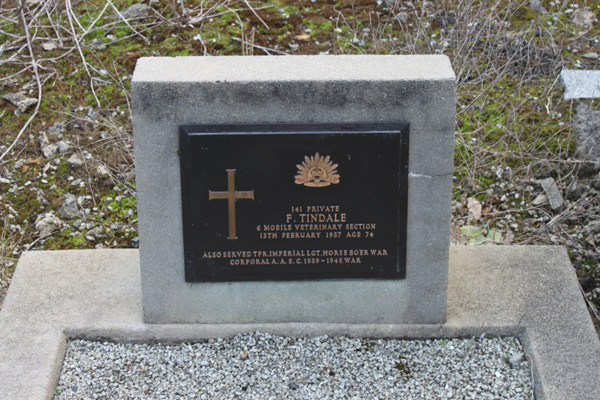 141 PRIVATE
F. TINDALE
6 MOBILE VETERINARY SECTION
13TH FEBRUARY 1957 AGE 74
ALSO SERVED TPR. IMPERIAL LGT. HORSE BOER WAR
CORPORAL A. A. S. C. 1939 - 1945 WAR